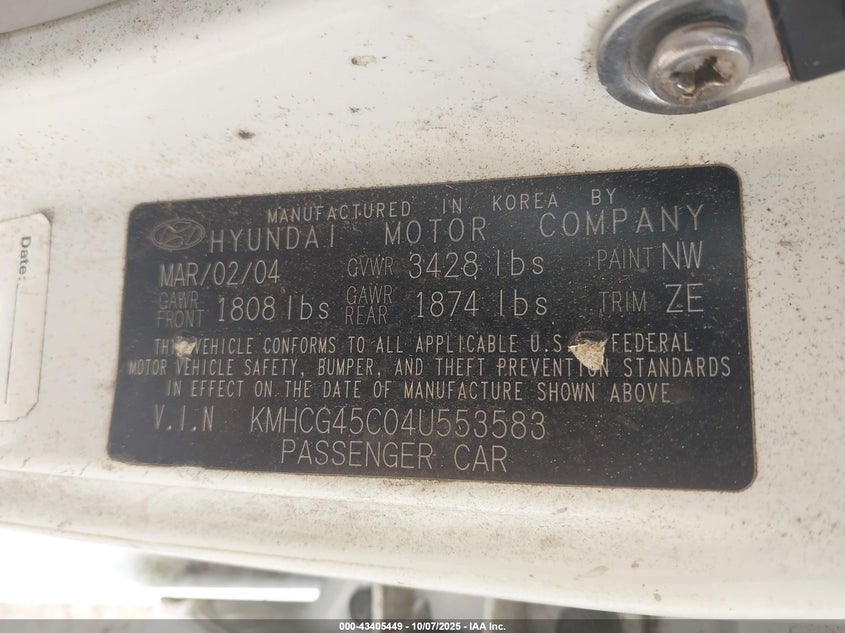 MANUFACTURED IN KOREA BY
HYUNDAI MOTOR COMPANY
MAR/02/04 GVWR 3428 lbs PAINT NW
GAWR FRONT 1808 lbs GAWR REAR 1874 lbs TRIM ZE
THIS VEHICLE CONFORMS TO ALL APPLICABLE U.S. FEDERAL
MOTOR VEHICLE SAFETY, BUMPER, AND THEFT PREVENTION STANDARDS
IN EFFECT ON THE DATE OF MANUFACTURE SHOWN ABOVE
V.I.N KMHCG45C04U553583
PASSENGER CAR
Date:
000-43405449 - 10/07/2025 - IAA Inc.